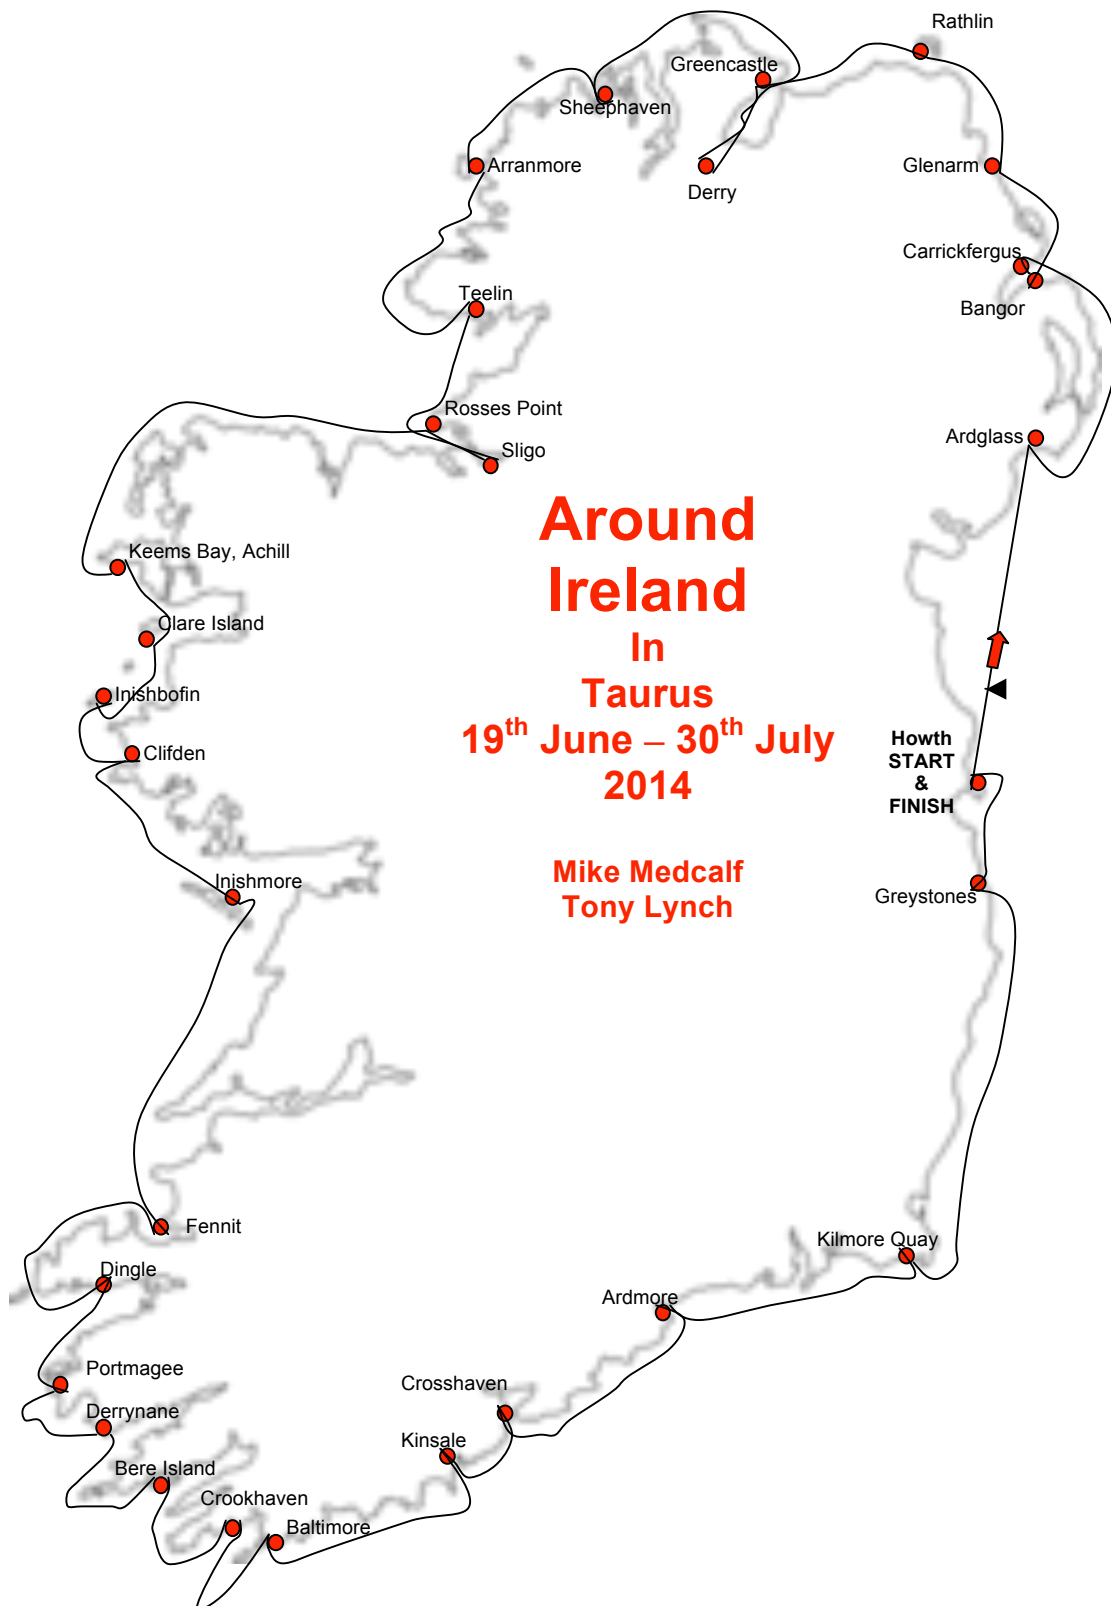 Rathlin
Greencastle
Sheephaven
Arranmore
Glenarm
Derry
Carrickfergus
Teelin
Bangor
Rosses Point
Ardglass
Sligo
Around
Ireland
In
Taurus
19th June – 30th July
2014
Keems Bay, Achill
Clare Island
Inishbofin
Clifden
Howth
START
&
FINISH
Mike Medcalf
Tony Lynch
Inishmore
Greystones
Fennit
Kilmore Quay
Dingle
Ardmore
Portmagee
Crosshaven
Derrynane
Kinsale
Bere Island
Crookhaven
Baltimore